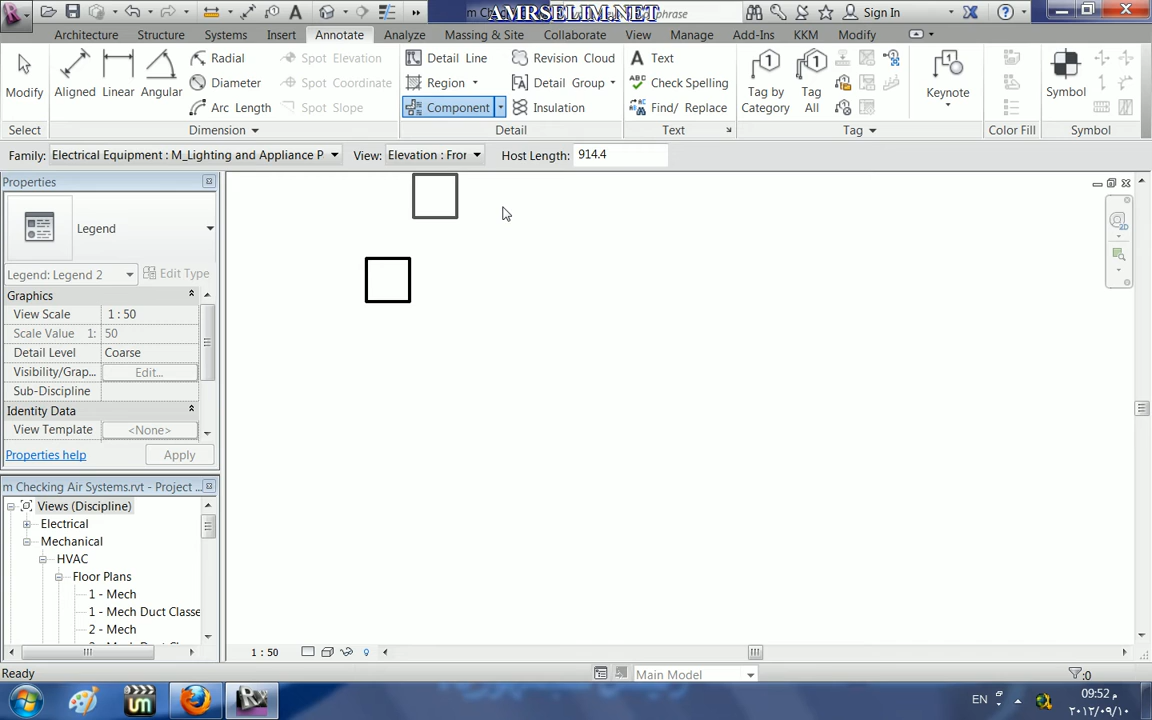 m Ch
AMRSELIM.NET
phrase
Sign In
Architecture Structure Systems Insert Annotate Analyze Massing & Site Collaborate View Manage Add-Ins KKM Modify
Modify
Aligned Linear Angular
Radial
Diameter
Arc Length
Spot Elevation
Spot Coordinate
Spot Slope
Detail Line
Region
Component
Revision Cloud
Detail Group
Insulation
Text
Check Spelling
Find/ Replace
Tag by
Category
Tag
All
Keynote
Symbol
Select Dimension Detail Text Tag Color Fill Symbol
Family: Electrical Equipment : M_Lighting and Appliance P View: Elevation : Fror Host Length: 914.4
Properties
Legend
Legend: Legend 2 Edit Type
Graphics
View Scale 1 : 50
Scale Value 1: 50
Detail Level Coarse
Visibility/Grap... Edit...
Sub-Discipline
Identity Data
View Template <None>
Properties help Apply
m Checking Air Systems.rvt - Project ...
Views (Discipline)
Electrical
Mechanical
HVAC
Floor Plans
1 - Mech
1 - Mech Duct Classe
2 - Mech
1 : 50
Ready
Main Model
:0
EN
09:52 م
٢٠١٢/٠٩/١٠